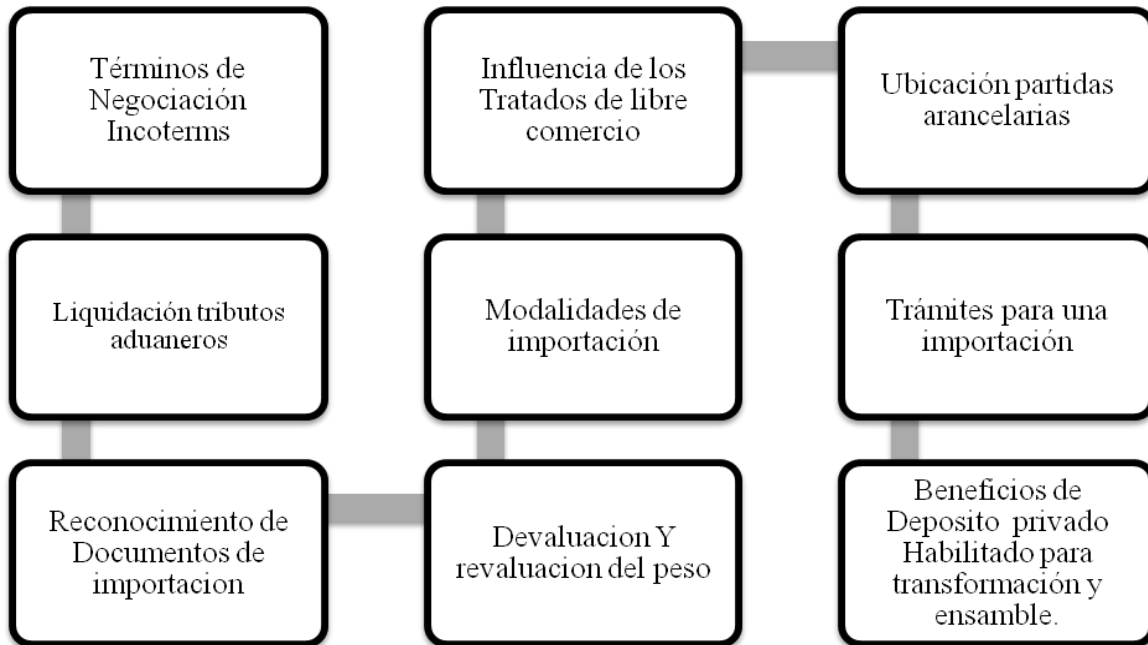 Términos de
Negociación
Incoterms
Liquidación tributos
aduaneros
Reconocimiento de
Documentos de
importacion
Devaluacion Y
revaluacion del peso
Modalidades de
importación
Influencia de los
Tratados de libre
comercio
Ubicación partidas
arancelarias
Trámites para una
importación
Beneficios de
Deposito privado
Habilitado para
transformación y
ensamble.